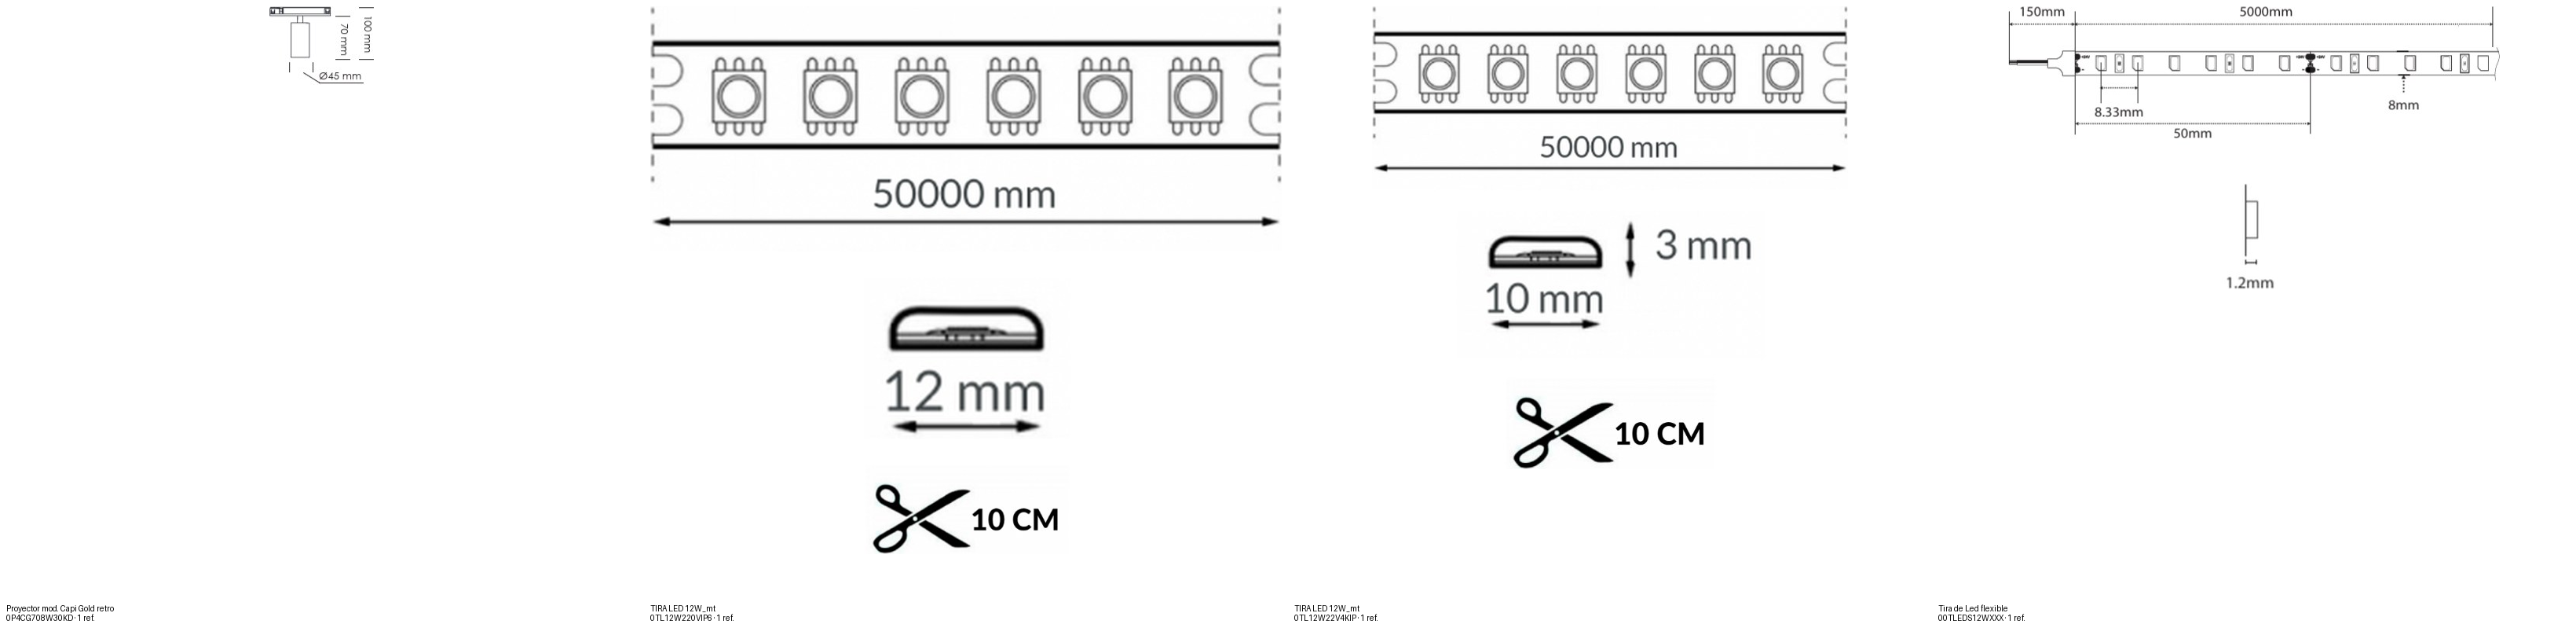 70 mm
100 mm
Ø45 mm
Proyector mod. Capi Gold retro
0P4CG708W30KD · 1 ref.
50000 mm
12 mm
10 CM
TIRA LED 12W_mt
0TL12W220VIP6 · 1 ref.
50000 mm
3 mm
10 mm
10 CM
TIRA LED 12W_mt
0TL12W22V4KIP · 1 ref.
150mm
5000mm
8.33mm
8mm
50mm
1.2mm
Tira de Led flexible
00TLEDS12WXXX · 1 ref.